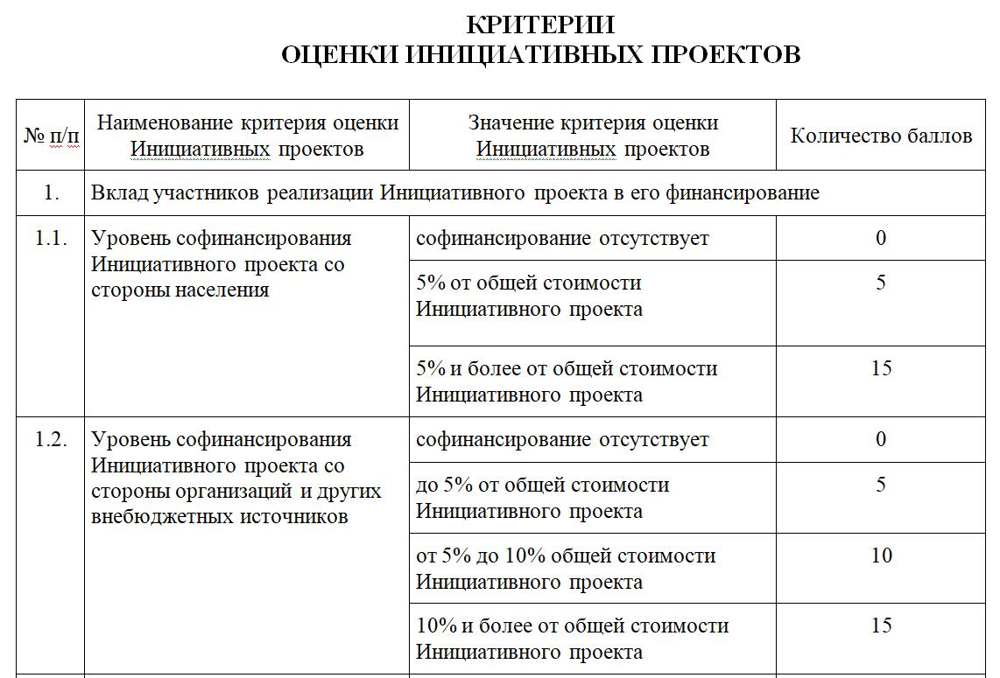 КРИТЕРИИ
ОЦЕНКИ ИНИЦИАТИВНЫХ ПРОЕКТОВ
№ п/п
Наименование критерия оценки
Инициативных проектов
Значение критерия оценки
Инициативных проектов
Количество баллов
1.
Вклад участников реализации Инициативного проекта в его финансирование
1.1.
Уровень софинансирования
Инициативного проекта со
стороны населения
софинансирование отсутствует
0
5% от общей стоимости
Инициативного проекта
5
5% и более от общей стоимости
Инициативного проекта
15
1.2.
Уровень софинансирования
Инициативного проекта со
стороны организаций и других
внебюджетных источников
софинансирование отсутствует
0
до 5% от общей стоимости
Инициативного проекта
5
от 5% до 10% общей стоимости
Инициативного проекта
10
10% и более от общей стоимости
Инициативного проекта
15